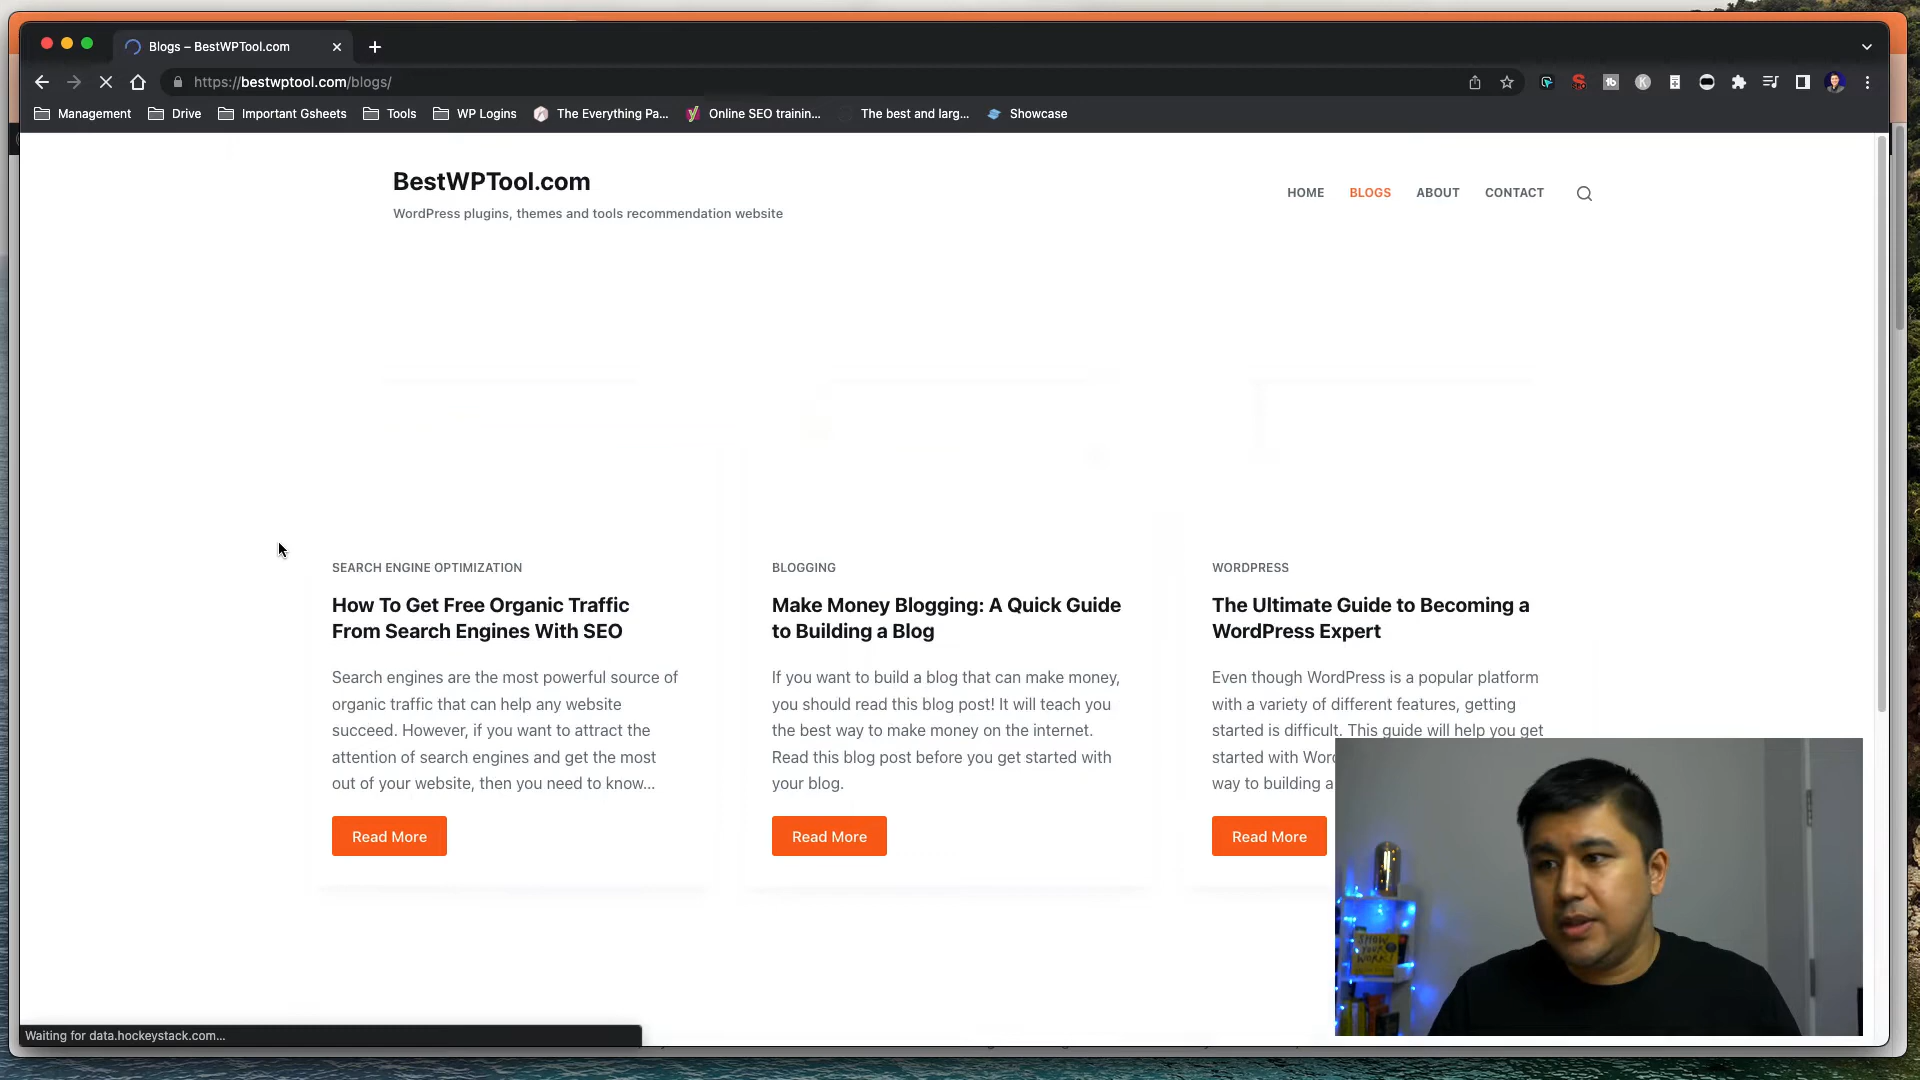 Blogs – BestWPTool.com
https://bestwptool.com/blogs/
Management Drive Important Gsheets Tools WP Logins The Everything Pa... Online SEO trainin... The best and larg... Showcase
BestWPTool.com
WordPress plugins, themes and tools recommendation website
HOME BLOGS ABOUT CONTACT
SEARCH ENGINE OPTIMIZATION
How To Get Free Organic Traffic
From Search Engines With SEO
Search engines are the most powerful source of
organic traffic that can help any website
succeed. However, if you want to attract the
attention of search engines and get the most
out of your website, then you need to know...
Read More
BLOGGING
Make Money Blogging: A Quick Guide
to Building a Blog
If you want to build a blog that can make money,
you should read this blog post! It will teach you
the best way to make money on the internet.
Read this blog post before you get started with
your blog.
Read More
WORDPRESS
The Ultimate Guide to Becoming a
WordPress Expert
Even though WordPress is a popular platform
with a variety of different features, getting
started is difficult. This guide will help you get
started with
way to building a
Read More
SHOW
YOUR
WORK!
Waiting for data.hockeystack.com...